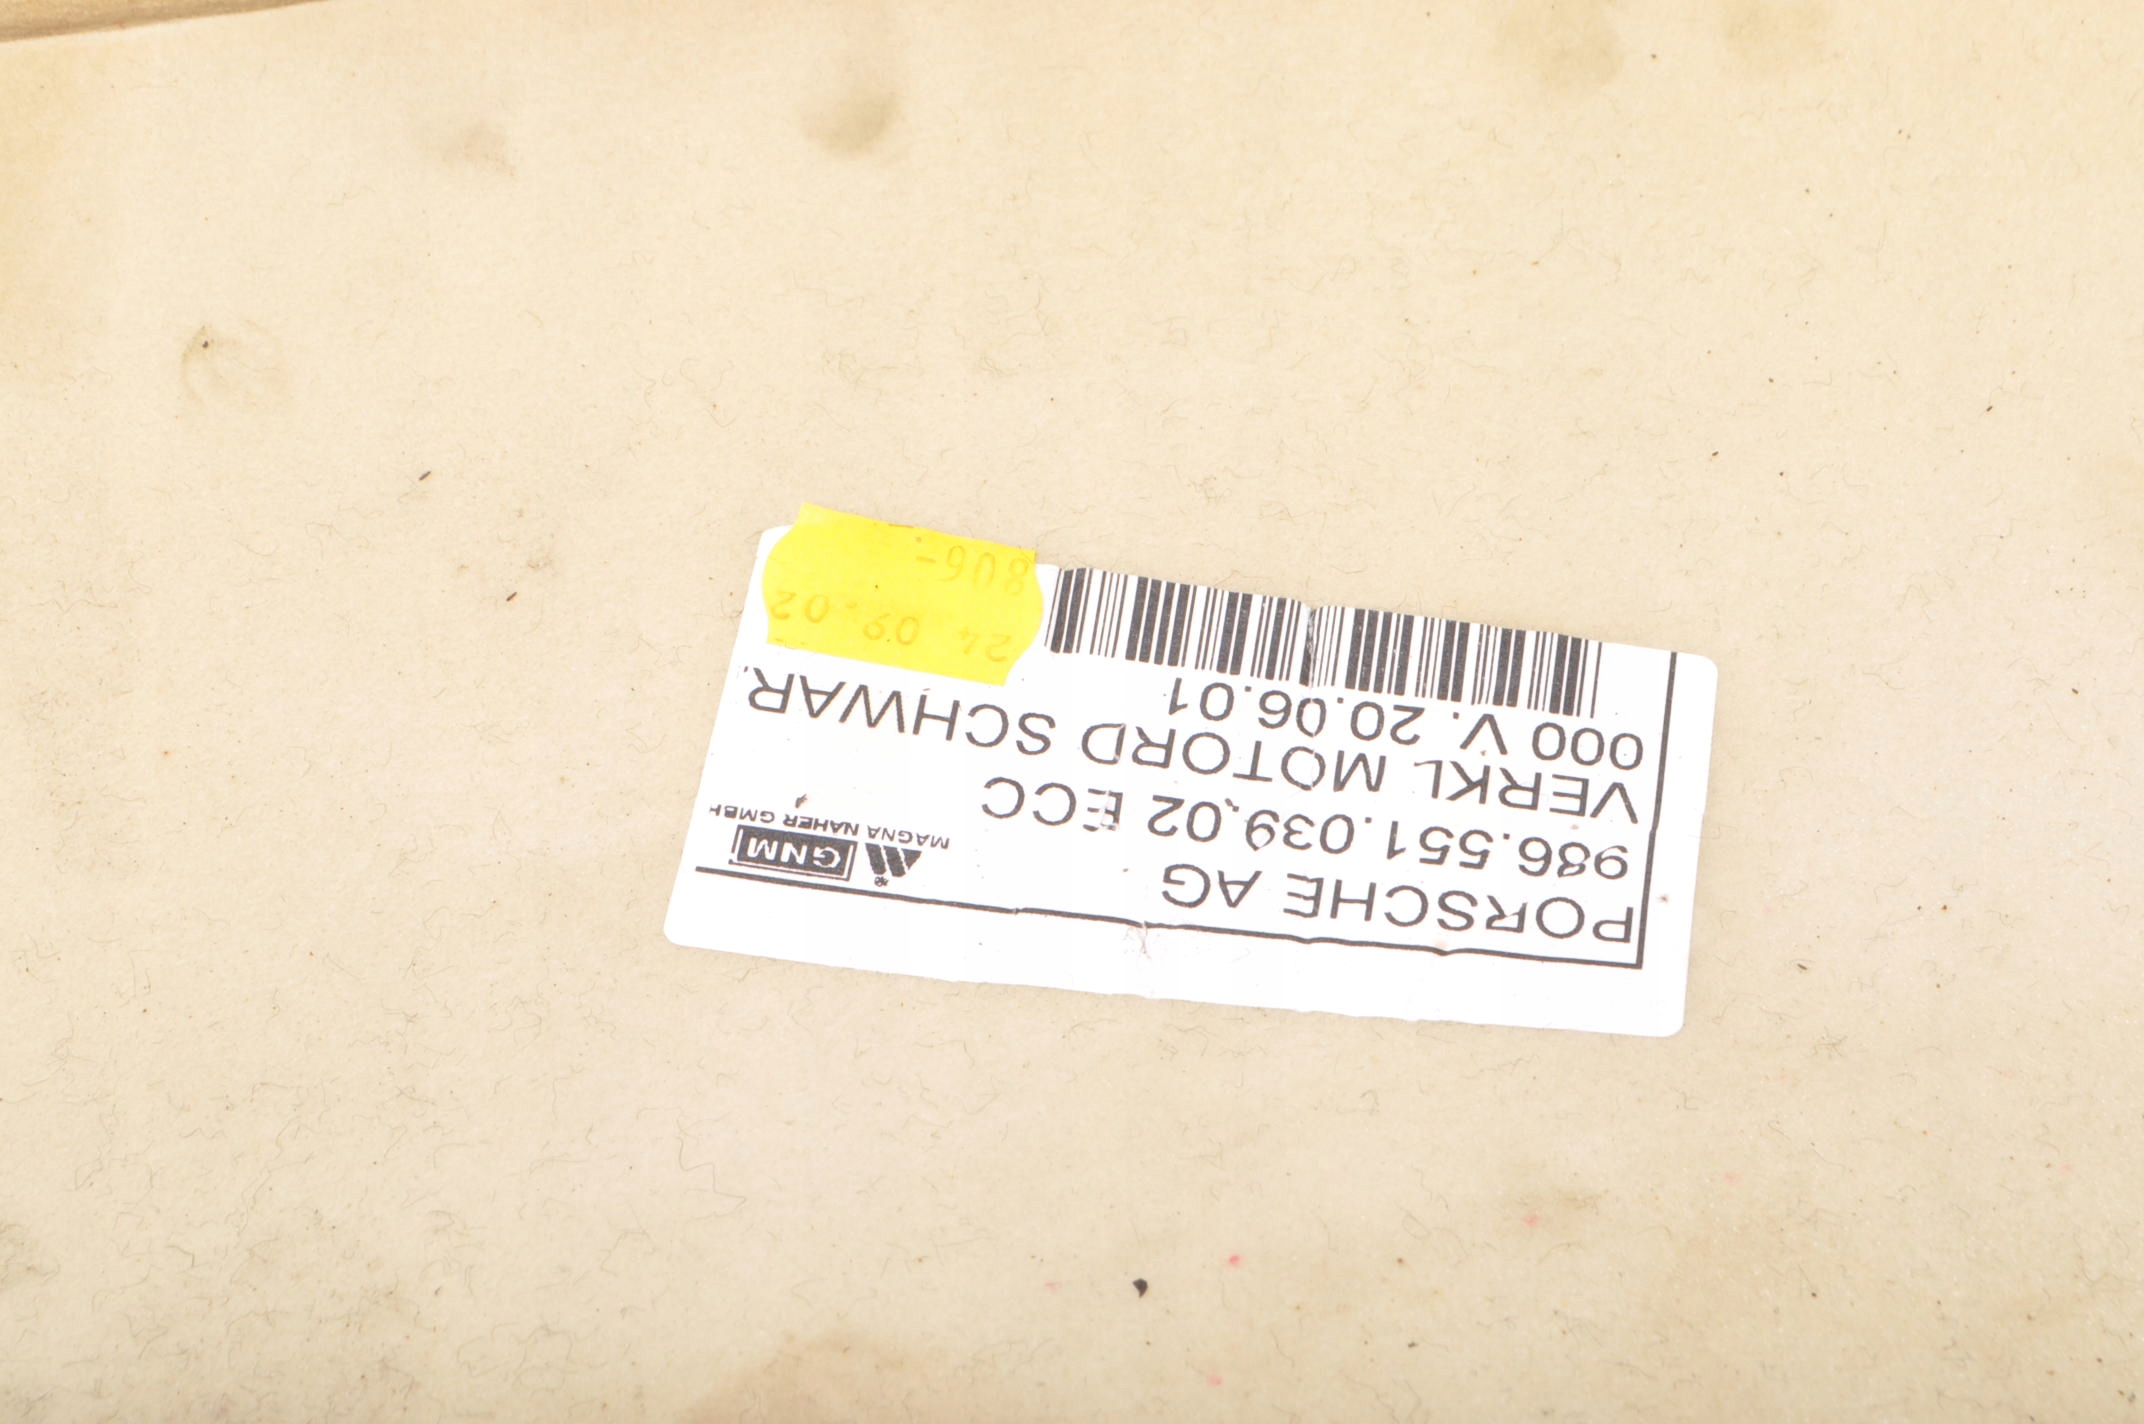 PORSCHE AG
986.551.039.02 ECC
GNM
MAGNA NAHER GMBH
VERKL MOTORD SCHWAR.
000 V. 20.06.01
24 09.02
806-